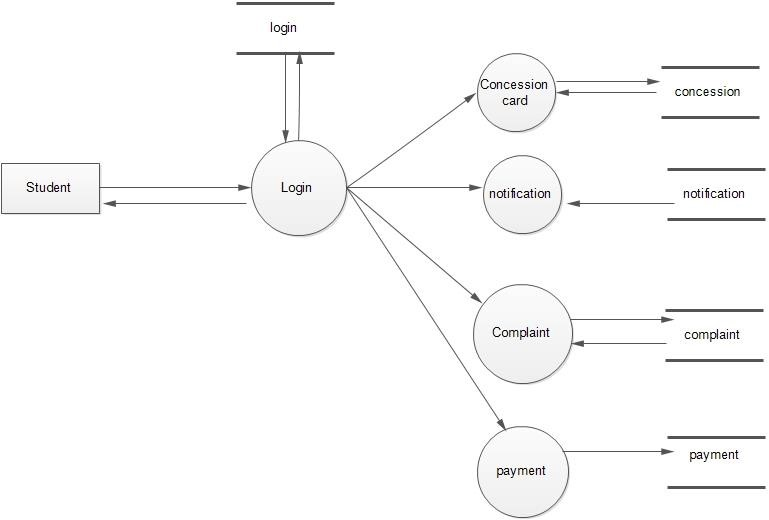 login
Student
Login
Concession
card
concession
notification
notification
Complaint
complaint
payment
payment